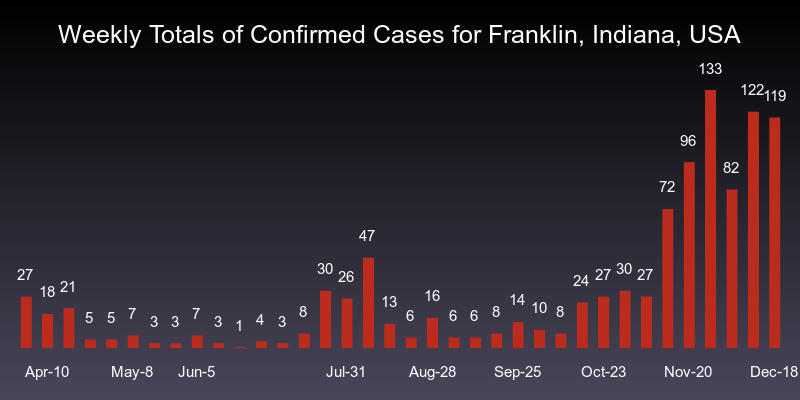 Weekly Totals of Confirmed Cases for Franklin, Indiana, USA
27 18 21 5 5 7 3 3 7 3 1 4 3 8 30 26 47 13 6 16 6 6 8 14 10 8 24 27 30 27 72 96 133 82 122 119
Apr-10 May-8 Jun-5 Jul-31 Aug-28 Sep-25 Oct-23 Nov-20 Dec-18